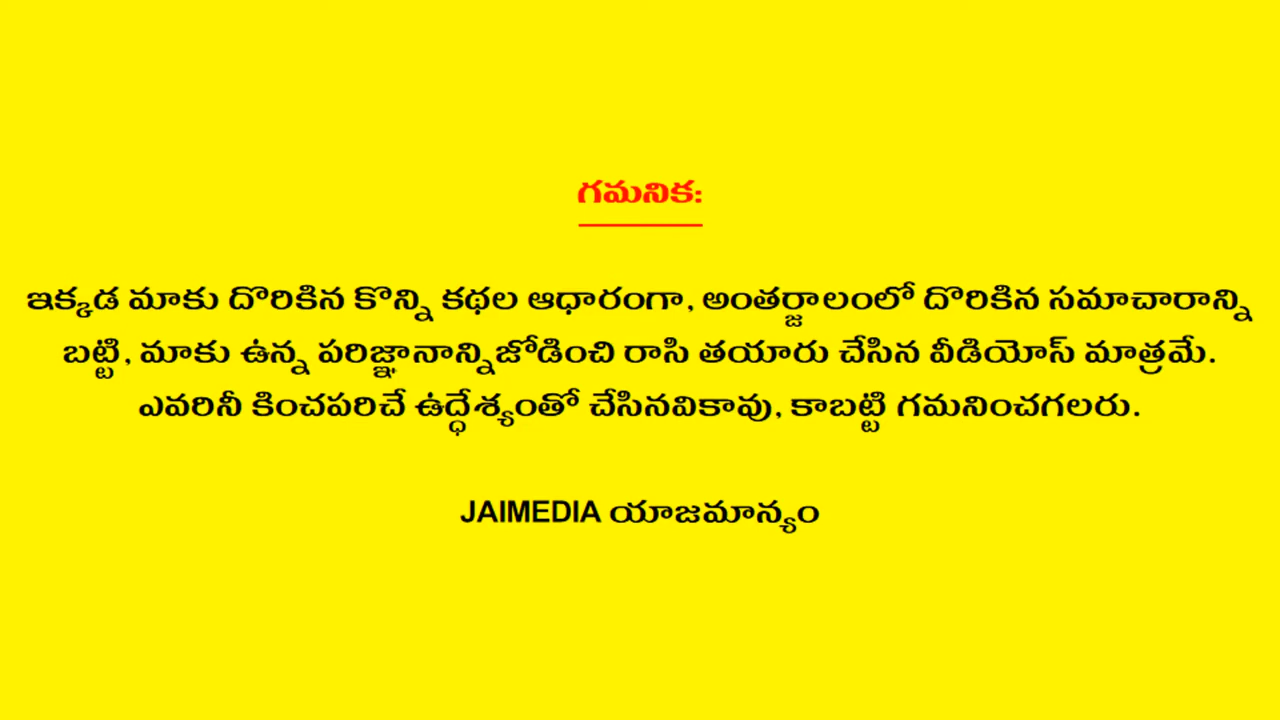 గమనిక:
ఇక్కడ మాకు దొరికిన కొన్ని కథల ఆధారంగా, అంతర్జాలంలో దొరికిన సమాచారాన్ని
బట్టి, మాకు ఉన్న పరిజ్ఞానాన్నిజోడించి రాసి తయారు చేసిన వీడియోస్ మాత్రమే.
ఎవరినీ కించపరిచే ఉద్ధేశ్యంతో చేసినవికావు, కాబట్టి గమనించగలరు.
JAIMEDIA యాజమాన్యం